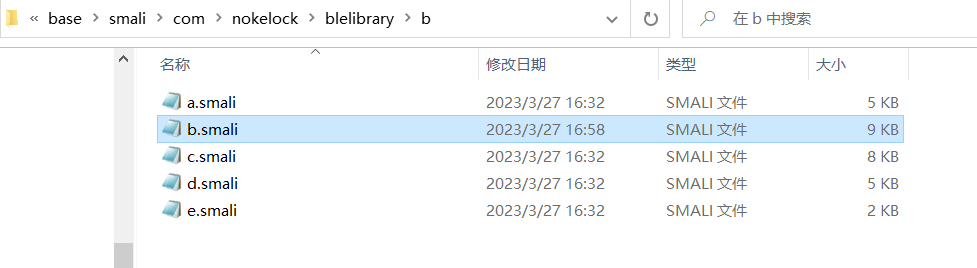 « base › smali › com › nokelock › blelibrary › b 在 b 中搜索
名称 修改日期 类型 大小
a.smali 2023/3/27 16:32 SMALI 文件 5 KB
b.smali 2023/3/27 16:58 SMALI 文件 9 KB
c.smali 2023/3/27 16:32 SMALI 文件 8 KB
d.smali 2023/3/27 16:32 SMALI 文件 5 KB
e.smali 2023/3/27 16:32 SMALI 文件 2 KB